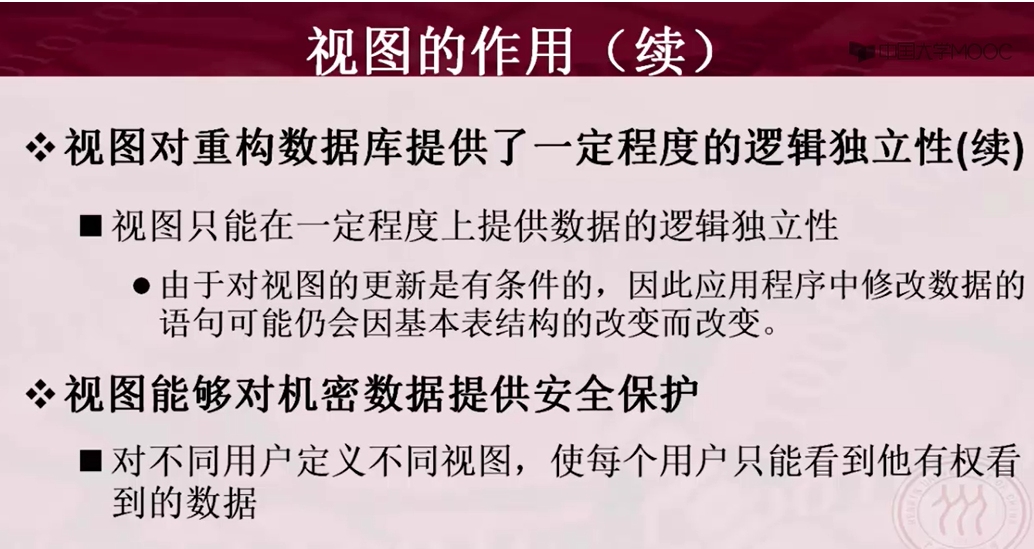 视图的作用（续）
中国大学MOOC
❖视图对重构数据库提供了一定程度的逻辑独立性(续)
■视图只能在一定程度上提供数据的逻辑独立性
●由于对视图的更新是有条件的，因此应用程序中修改数据的
语句可能仍会因基本表结构的改变而改变。
❖视图能够对机密数据提供安全保护
■对不同用户定义不同视图，使每个用户只能看到他有权看
到的数据